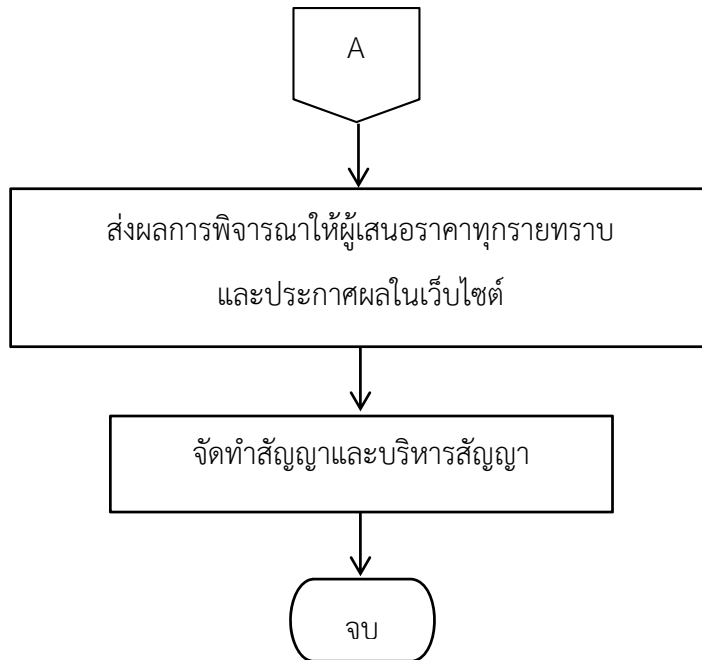 A
ส่งผลการพิจารณาให้ผู้เสนอราคาทุกรายทราบ
และประกาศผลในเว็บไซต์
จัดทำสัญญาและบริหารสัญญา
จบ